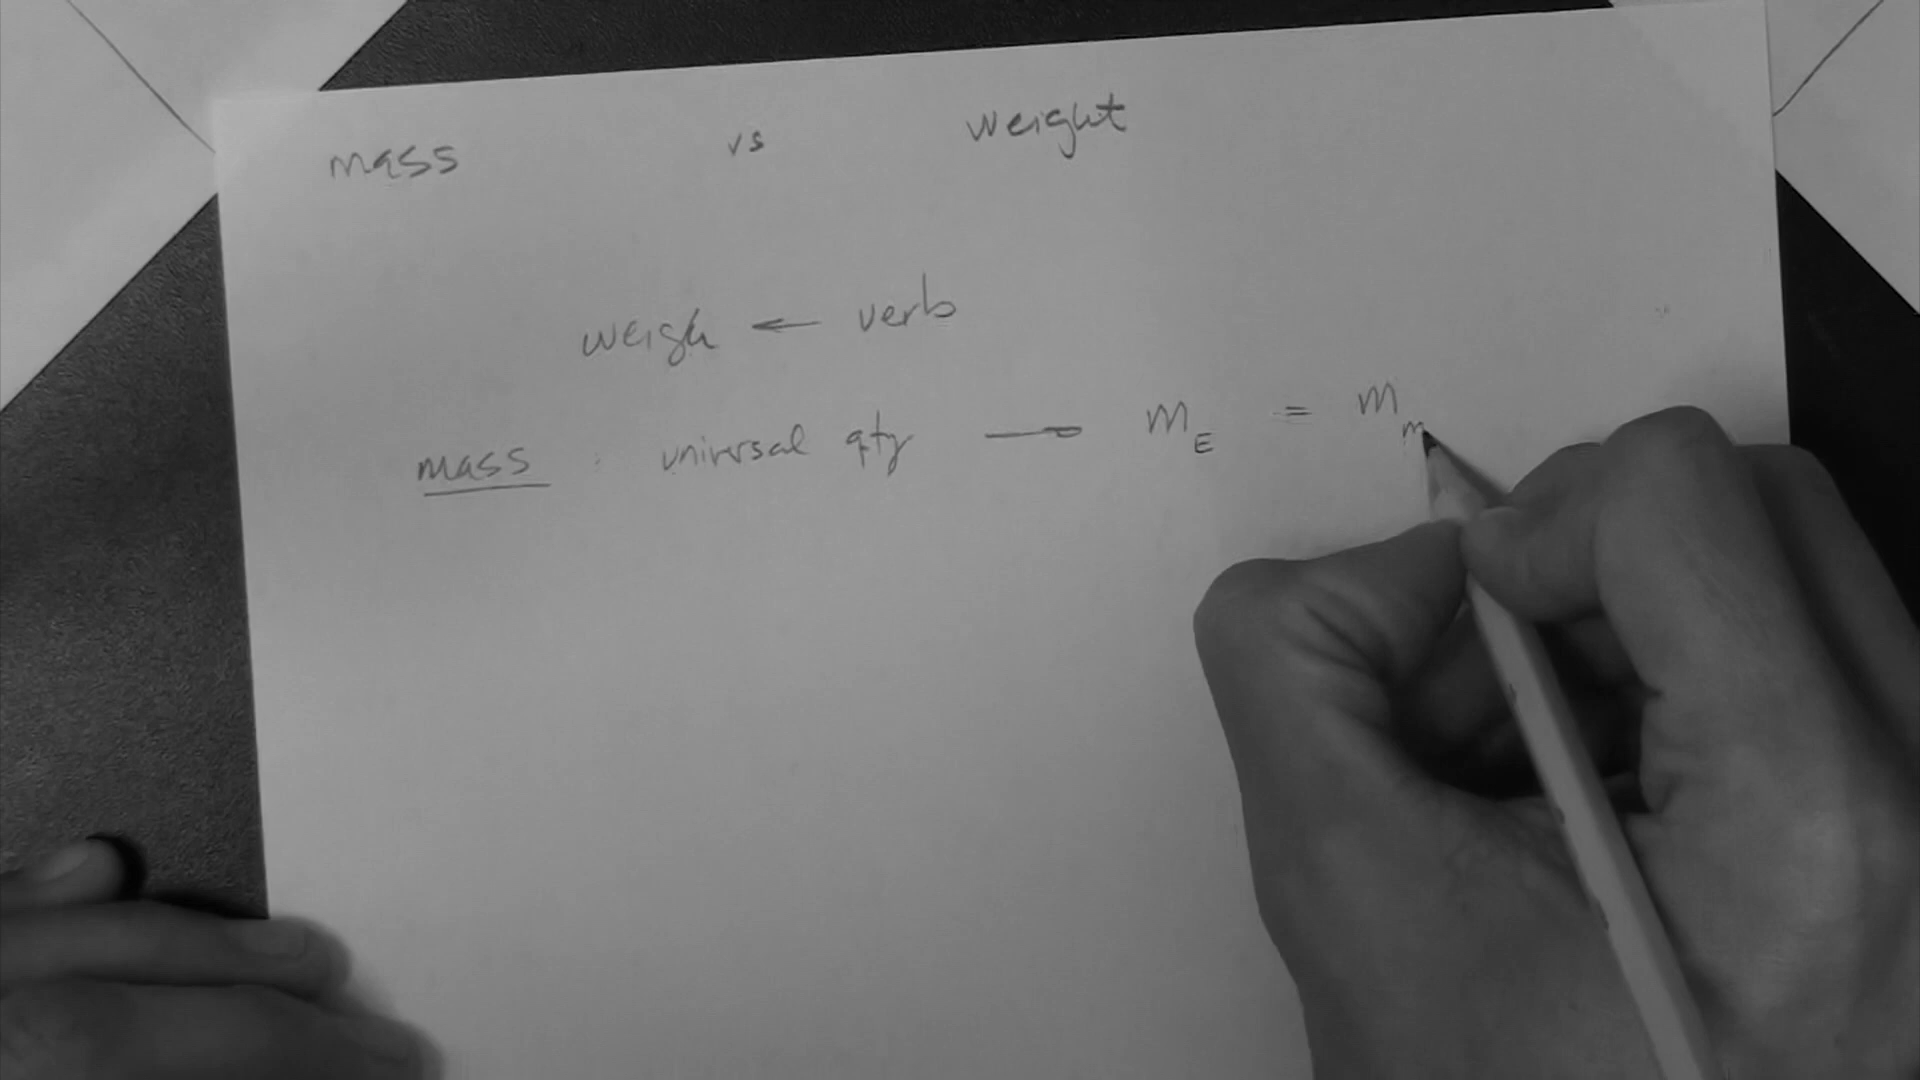 mass vs weight
weigh ← verb
mass : universal qty → m_E = m_m